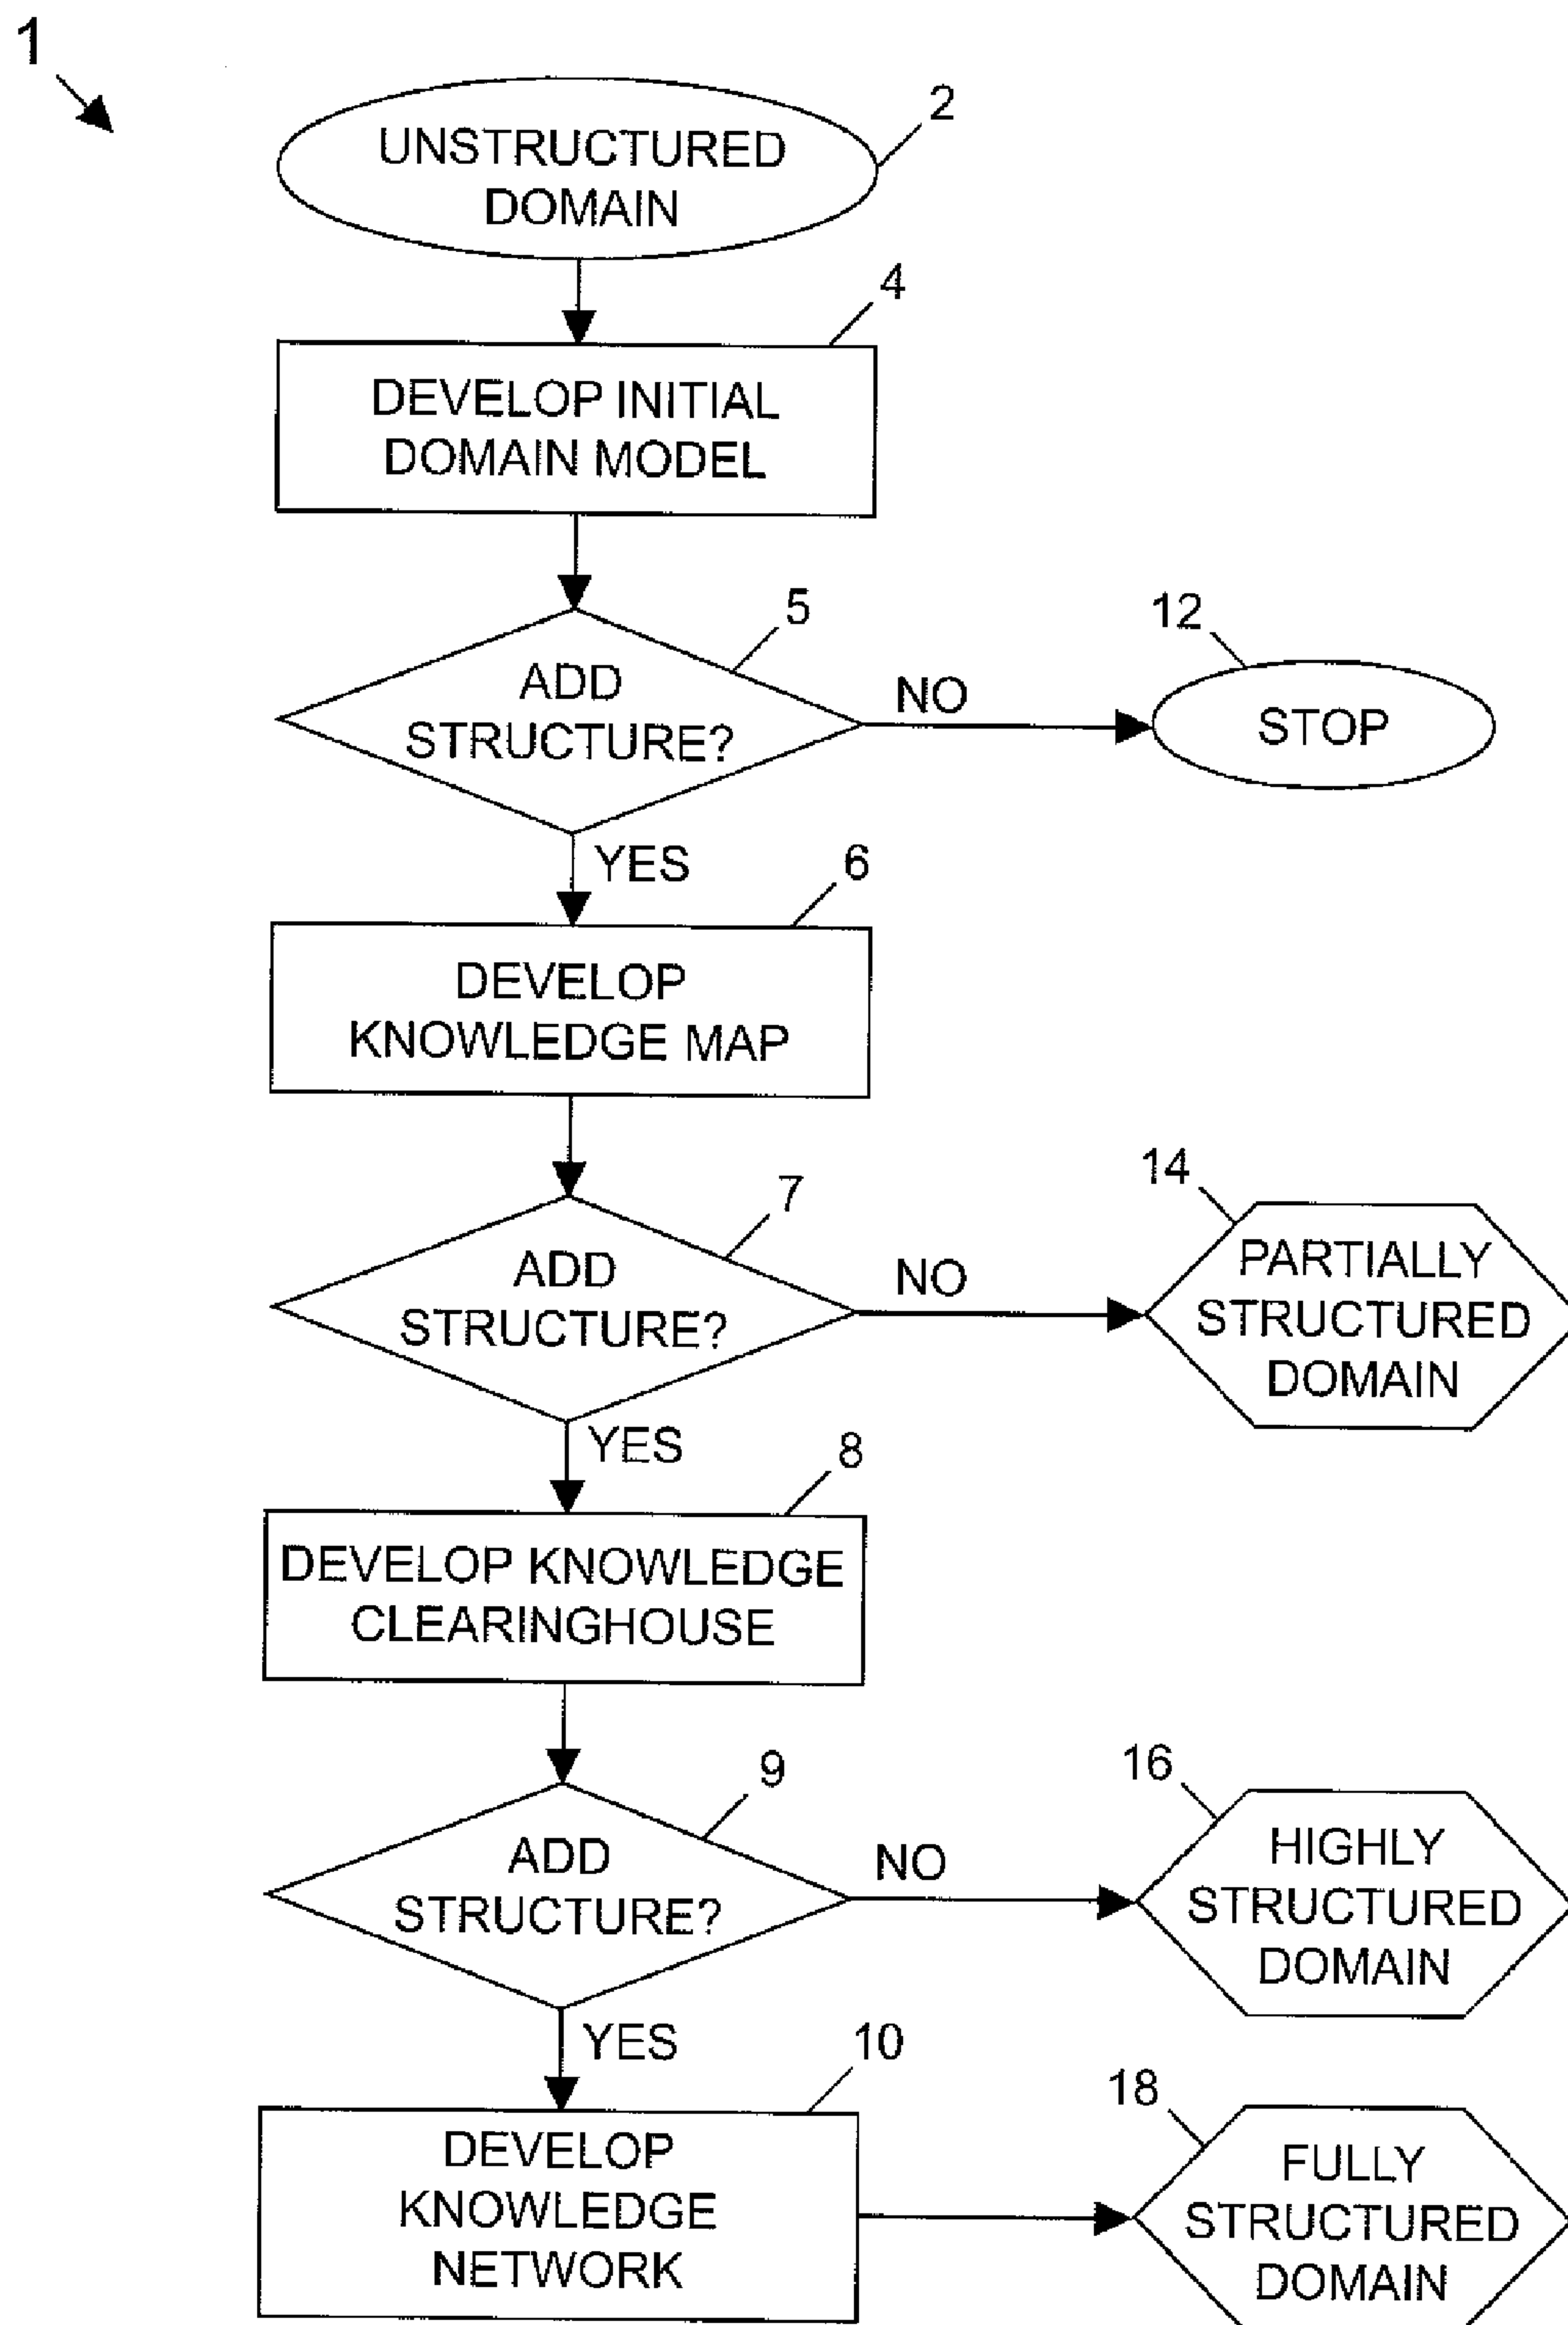 1
2
UNSTRUCTURED
DOMAIN
4
DEVELOP INITIAL
DOMAIN MODEL
5
ADD
STRUCTURE?
NO
12
STOP
YES
6
DEVELOP
KNOWLEDGE MAP
7
ADD
STRUCTURE?
NO
14
PARTIALLY
STRUCTURED
DOMAIN
YES
8
DEVELOP KNOWLEDGE
CLEARINGHOUSE
9
ADD
STRUCTURE?
NO
16
HIGHLY
STRUCTURED
DOMAIN
YES
10
DEVELOP
KNOWLEDGE
NETWORK
18
FULLY
STRUCTURED
DOMAIN